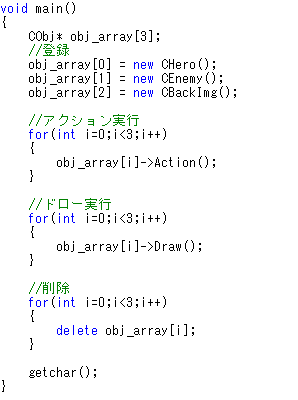 void main()
{
    CObj* obj_array[3];
    //登録
    obj_array[0] = new CHero();
    obj_array[1] = new CEnemy();
    obj_array[2] = new CBackImg();

    //アクション実行
    for(int i=0;i<3;i++)
    {
        obj_array[i]->Action();
    }

    //ドロー実行
    for(int i=0;i<3;i++)
    {
        obj_array[i]->Draw();
    }

    //削除
    for(int i=0;i<3;i++)
    {
        delete obj_array[i];
    }

    getchar();
}